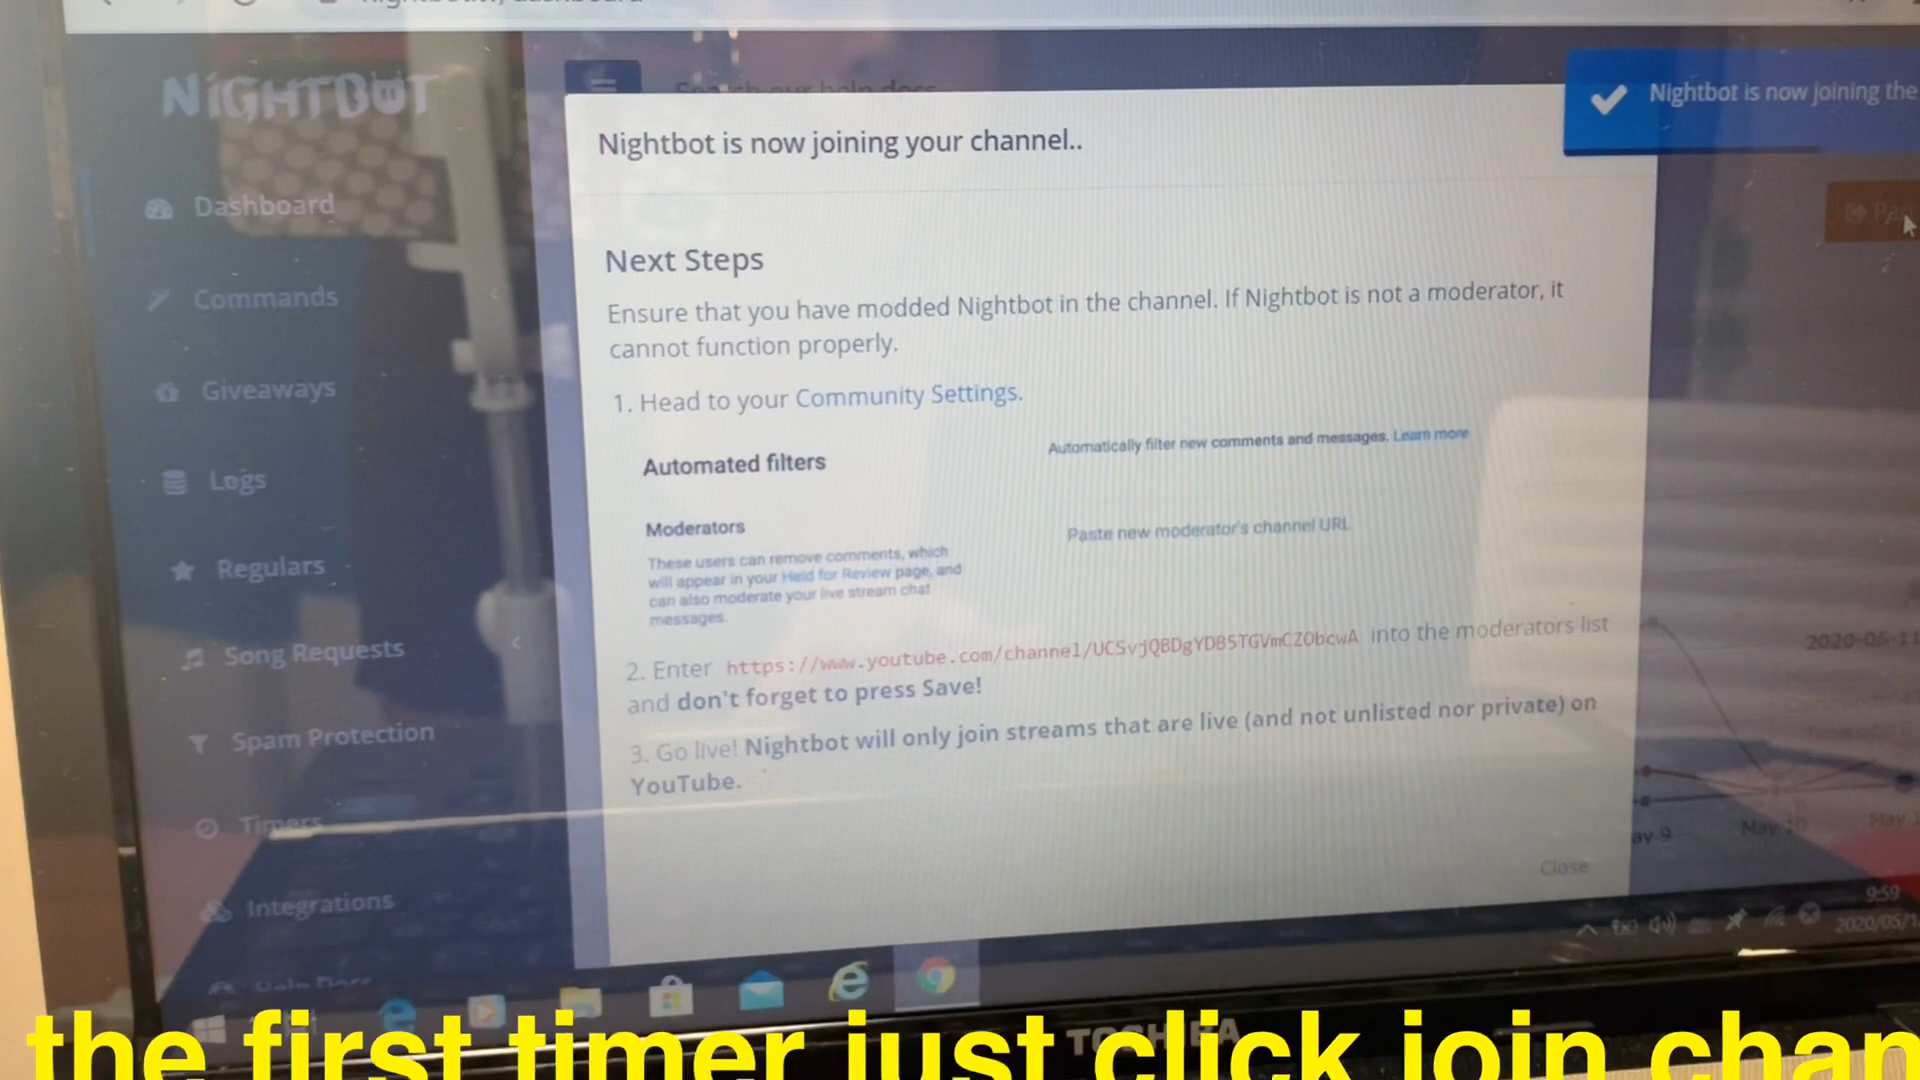 NiGHTBOT
Nightbot is now joining the
Nightbot is now joining your channel..
Dashboard
Commands
Giveaways
Logs
Regulars
Song Requests
Spam Protection
Timers
Integrations
Next Steps
Ensure that you have modded Nightbot in the channel. If Nightbot is not a moderator, it
cannot function properly.
1. Head to your Community Settings.
Automated filters
Automatically filter new comments and messages. Learn more
Moderators
Paste new moderator's channel URL
These users can remove comments, which
will appear in your Held for Review page, and
can also moderate your live stream chat
messages.
2. Enter https://www.youtube.com/channel/UCSvjQBDgYDB5TGVmCZObcwA into the moderators list
and don't forget to press Save!
3. Go live! Nightbot will only join streams that are live (and not unlisted nor private) on
YouTube.
Close
May 10
9:59
TOSHIBA
the first timer just click join chan